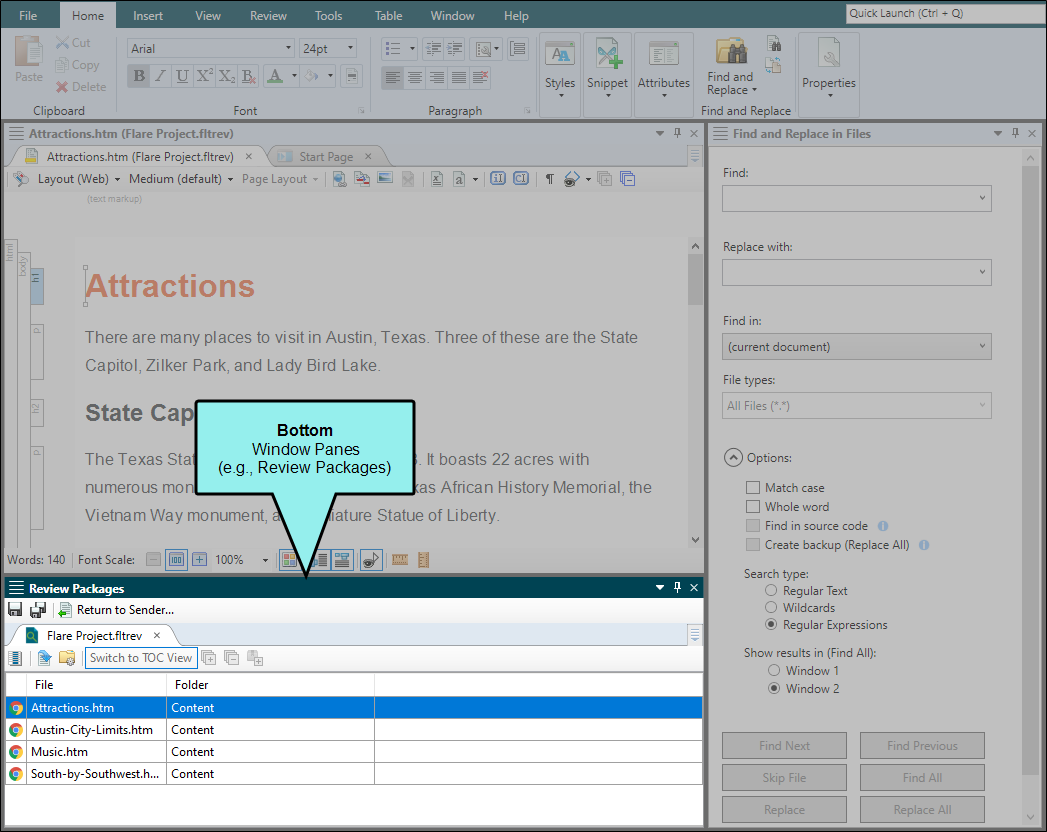 File Home Insert View Review Tools Table Window Help Quick Launch (Ctrl + Q)
Paste
Cut
Copy
Delete
Clipboard
Arial 24pt
B I U X² X₂ B A
Font
Paragraph
Styles
Snippet
Attributes
Find and
Replace
Find and Replace
Properties
Attractions.htm (Flare Project.fltrev)
Attractions.htm (Flare Project.fltrev) Start Page
Layout (Web) Medium (default) Page Layout
(text markup)
html
body
h1
Attractions
p
There are many places to visit in Austin, Texas. Three of these are the State
Capitol, Zilker Park, and Lady Bird Lake.
h2
State Cap
Bottom
Window Panes
(e.g., Review Packages)
p
The Texas Stat 3. It boasts 22 acres with
numerous mon xas African History Memorial, the
Vietnam Way monument, a iature Statue of Liberty.
Words: 140 Font Scale: 100%
Review Packages
Return to Sender...
Flare Project.fltrev
Switch to TOC View
File Folder
Attractions.htm Content
Austin-City-Limits.htm Content
Music.htm Content
South-by-Southwest.h... Content
Find and Replace in Files
Find:
Replace with:
Find in:
(current document)
File types:
All Files (*.*)
Options:
Match case
Whole word
Find in source code
Create backup (Replace All)
Search type:
Regular Text
Wildcards
Regular Expressions
Show results in (Find All):
Window 1
Window 2
Find Next Find Previous
Skip File Find All
Replace Replace All